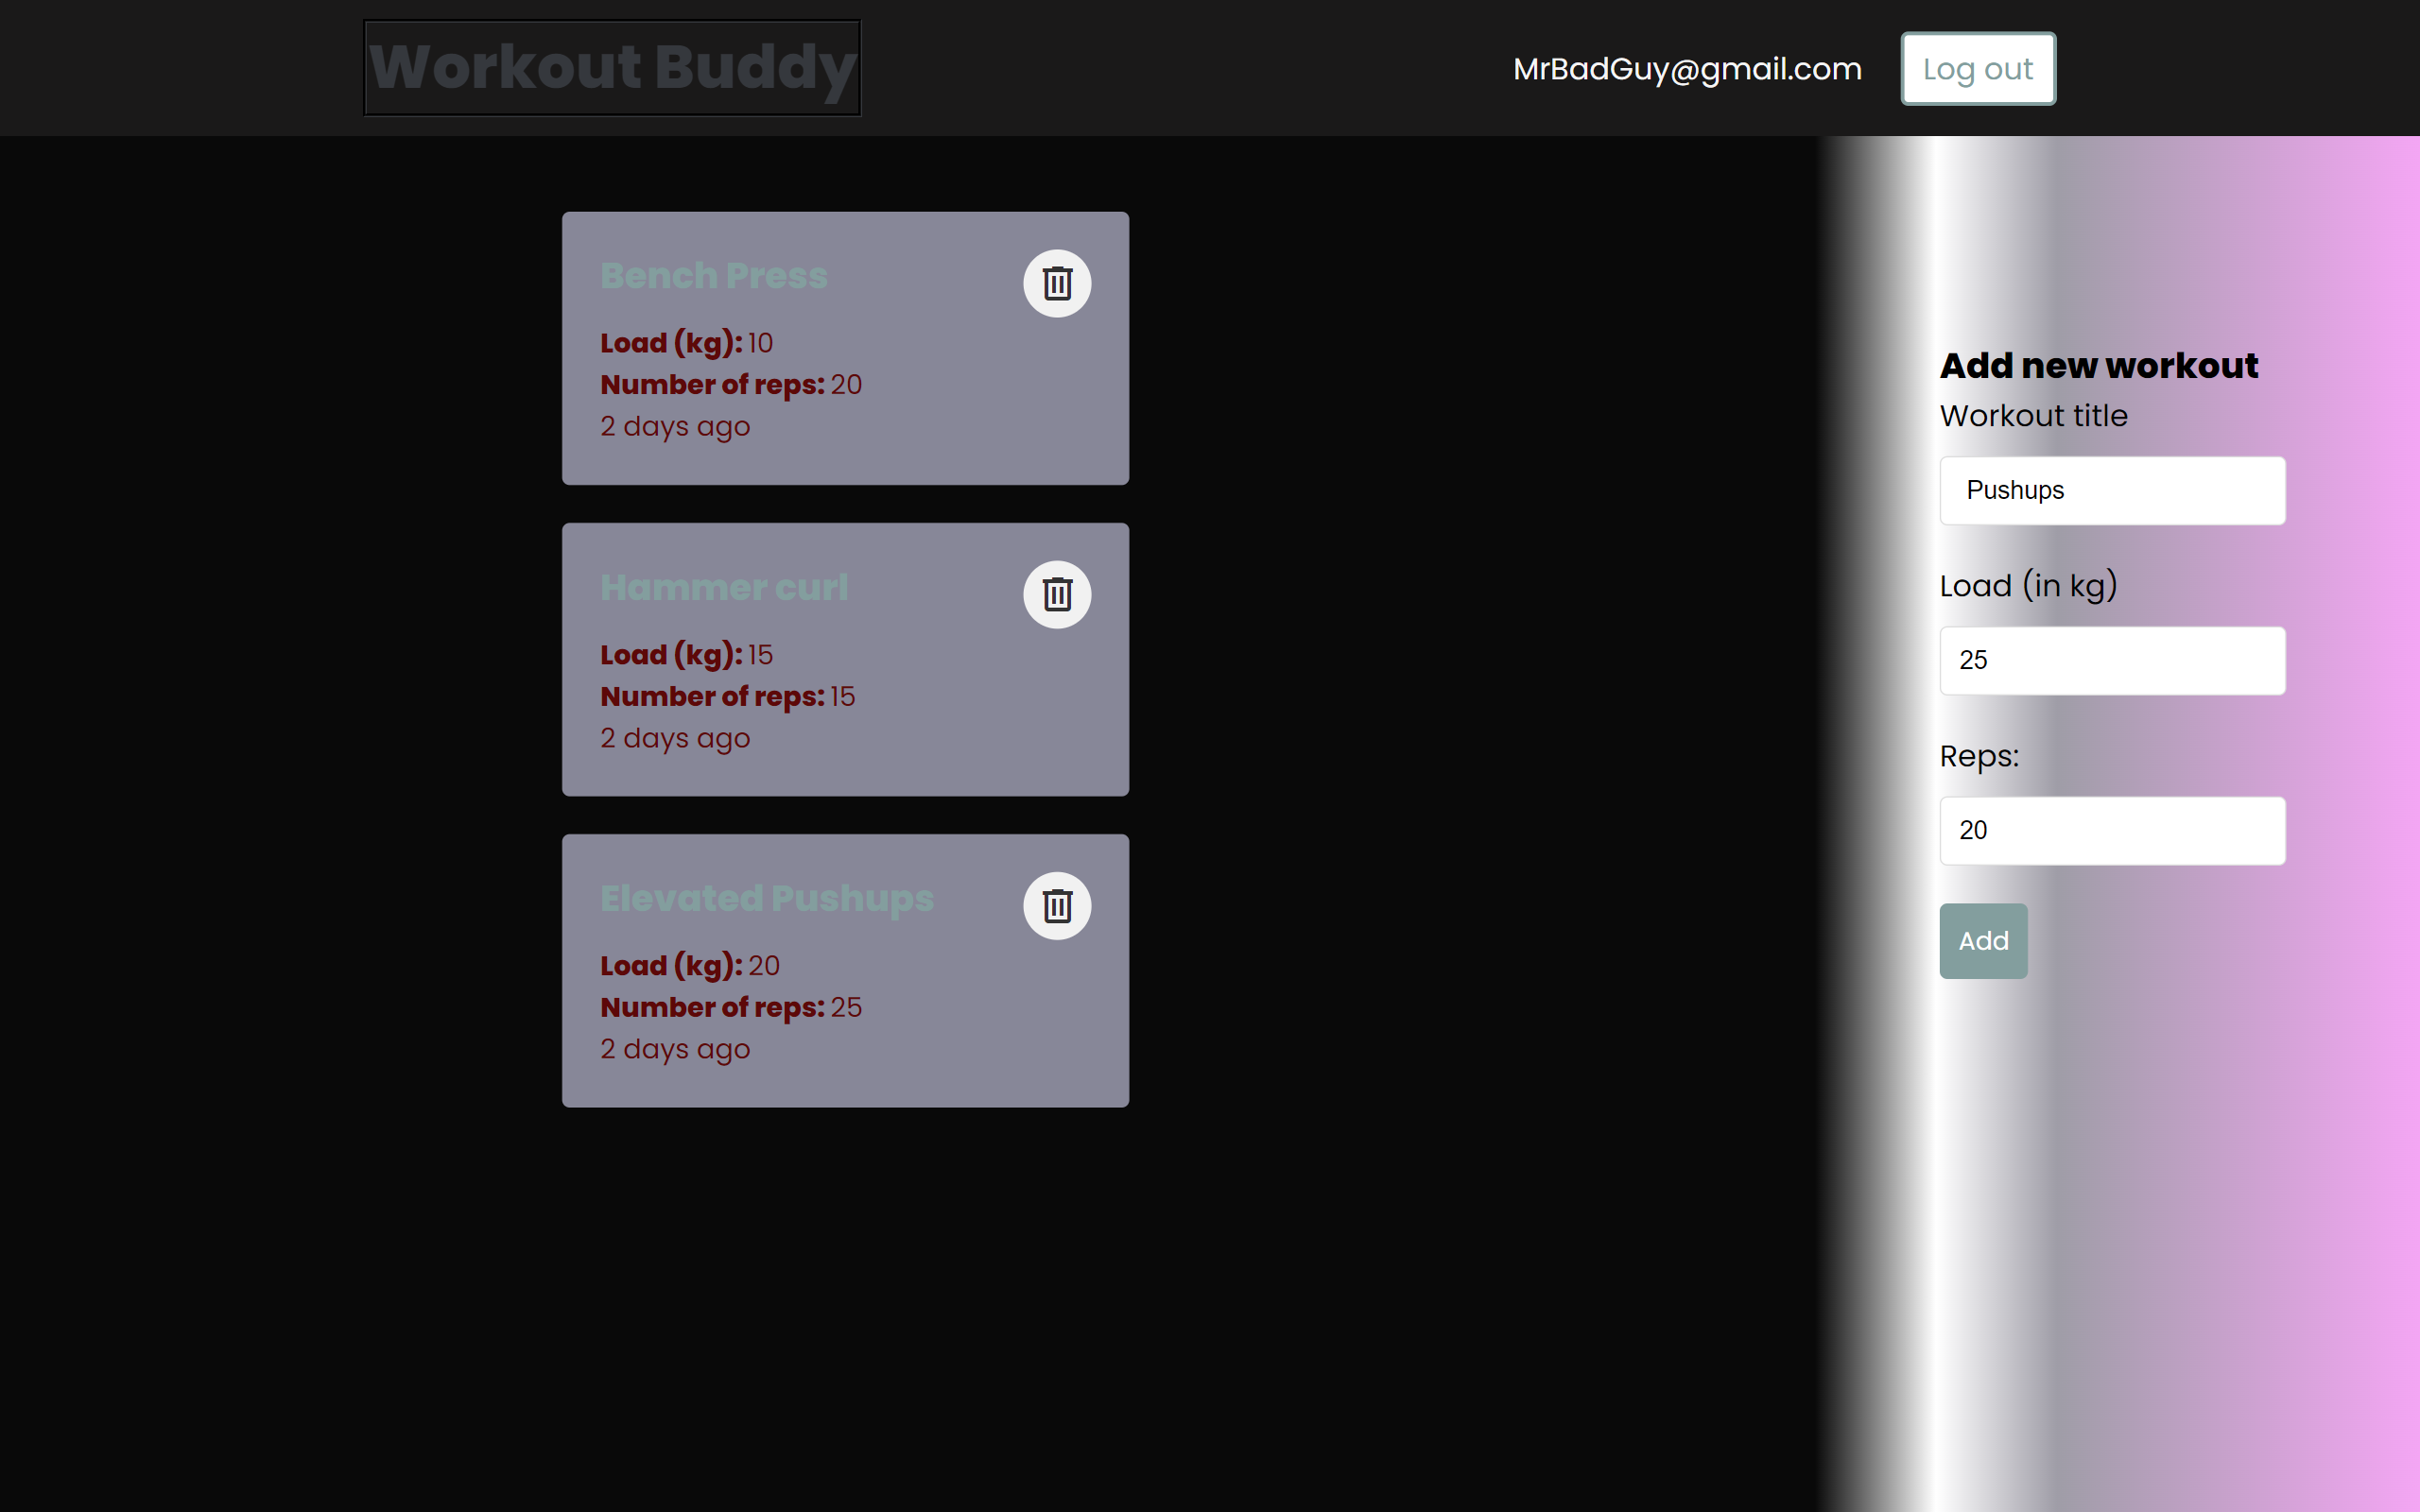 Workout Buddy
MrBadGuy@gmail.com
Log out
Bench Press
Load (kg): 10
Number of reps: 20
2 days ago
Hammer curl
Load (kg): 15
Number of reps: 15
2 days ago
Elevated Pushups
Load (kg): 20
Number of reps: 25
2 days ago
Add new workout
Workout title
Pushups
Load (in kg)
25
Reps:
20
Add